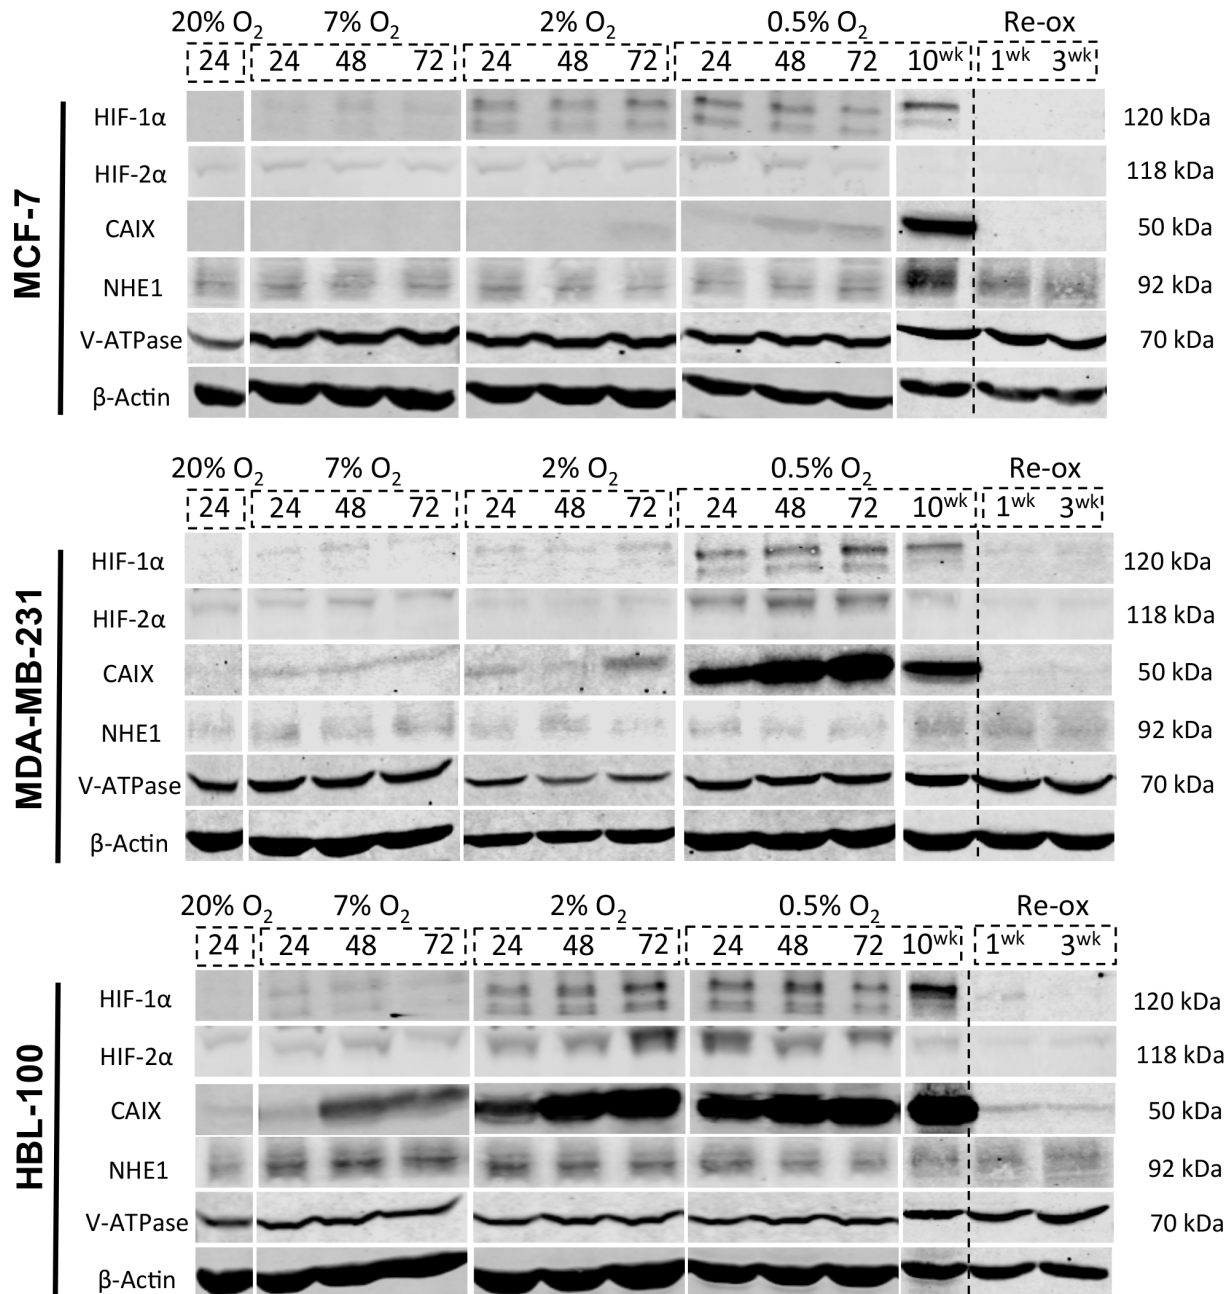 20% O₂ 7% O₂ 2% O₂ 0.5% O₂ Re-ox
24 24 48 72 24 48 72 24 48 72 10ʷᵏ 1ʷᵏ 3ʷᵏ
MCF-7
HIF-1α 120 kDa
HIF-2α 118 kDa
CAIX 50 kDa
NHE1 92 kDa
V-ATPase 70 kDa
β-Actin
20% O₂ 7% O₂ 2% O₂ 0.5% O₂ Re-ox
24 24 48 72 24 48 72 24 48 72 10ʷᵏ 1ʷᵏ 3ʷᵏ
MDA-MB-231
HIF-1α 120 kDa
HIF-2α 118 kDa
CAIX 50 kDa
NHE1 92 kDa
V-ATPase 70 kDa
β-Actin
20% O₂ 7% O₂ 2% O₂ 0.5% O₂ Re-ox
24 24 48 72 24 48 72 24 48 72 10ʷᵏ 1ʷᵏ 3ʷᵏ
HBL-100
HIF-1α 120 kDa
HIF-2α 118 kDa
CAIX 50 kDa
NHE1 92 kDa
V-ATPase 70 kDa
β-Actin